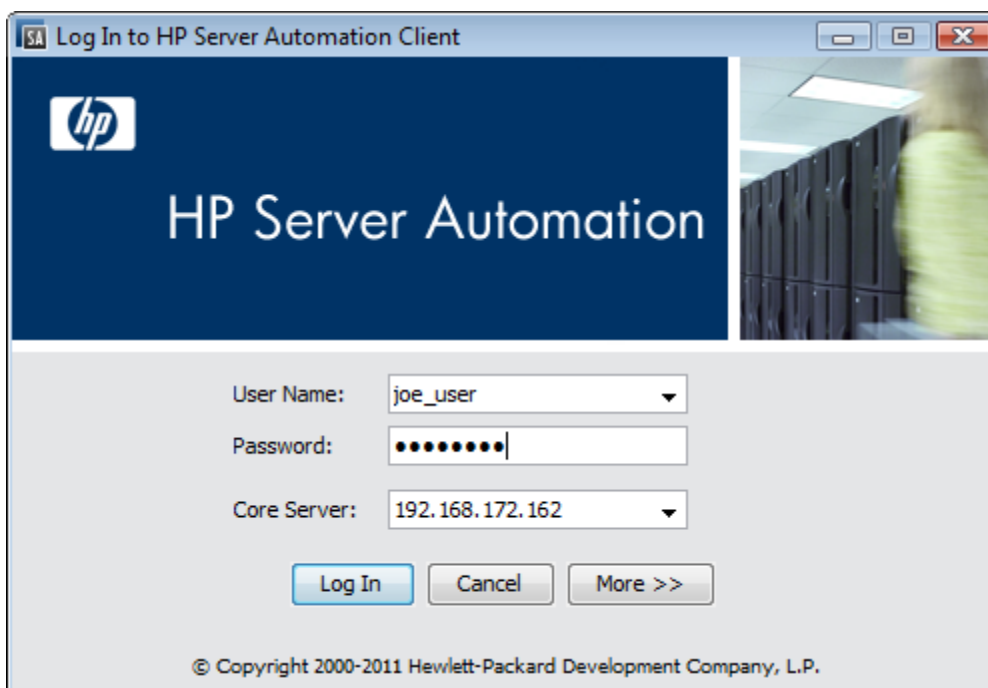 SA Log In to HP Server Automation Client
hp
HP Server Automation
User Name: joe_user
Password: ••••••••
Core Server: 192.168.172.162
Log In Cancel More >>
© Copyright 2000-2011 Hewlett-Packard Development Company, L.P.